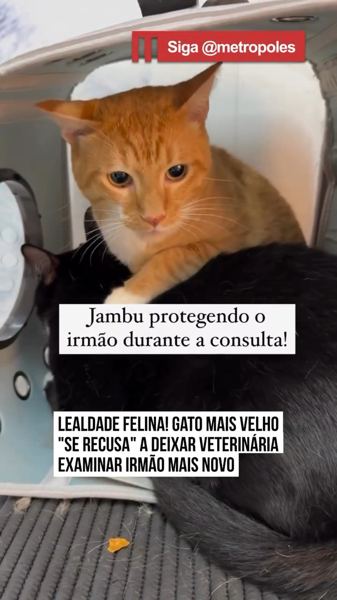 Siga @metropoles
Jambu protegendo o
irmão durante a consulta!
LEALDADE FELINA! GATO MAIS VELHO
"SE RECUSA" A DEIXAR VETERINÁRIA
EXAMINAR IRMÃO MAIS NOVO